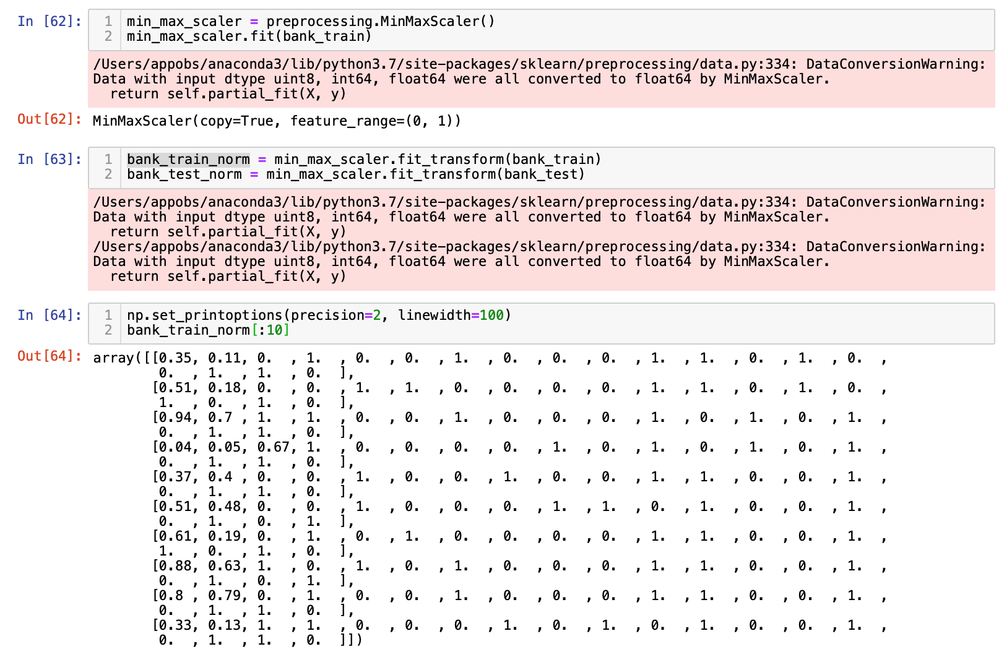 In [62]:
1 min_max_scaler = preprocessing.MinMaxScaler()
2 min_max_scaler.fit(bank_train)
/Users/appobs/anaconda3/lib/python3.7/site-packages/sklearn/preprocessing/data.py:334: DataConversionWarning:
Data with input dtype uint8, int64, float64 were all converted to float64 by MinMaxScaler.
  return self.partial_fit(X, y)
Out[62]: MinMaxScaler(copy=True, feature_range=(0, 1))
In [63]:
1 bank_train_norm = min_max_scaler.fit_transform(bank_train)
2 bank_test_norm = min_max_scaler.fit_transform(bank_test)
/Users/appobs/anaconda3/lib/python3.7/site-packages/sklearn/preprocessing/data.py:334: DataConversionWarning:
Data with input dtype uint8, int64, float64 were all converted to float64 by MinMaxScaler.
  return self.partial_fit(X, y)
/Users/appobs/anaconda3/lib/python3.7/site-packages/sklearn/preprocessing/data.py:334: DataConversionWarning:
Data with input dtype uint8, int64, float64 were all converted to float64 by MinMaxScaler.
  return self.partial_fit(X, y)
In [64]:
1 np.set_printoptions(precision=2, linewidth=100)
2 bank_train_norm[:10]
Out[64]: array([[0.35, 0.11, 0.  , 1.  , 0.  , 0.  , 1.  , 0.  , 0.  , 0.  , 1.  , 1.  , 0.  , 1.  , 0.  ,
        0.  , 1.  , 1.  , 0.  ],
       [0.51, 0.18, 0.  , 0.  , 1.  , 1.  , 0.  , 0.  , 0.  , 0.  , 1.  , 1.  , 0.  , 1.  , 0.  ,
        1.  , 0.  , 1.  , 0.  ],
       [0.94, 0.7 , 1.  , 1.  , 0.  , 0.  , 1.  , 0.  , 0.  , 0.  , 1.  , 0.  , 1.  , 0.  , 1.  ,
        0.  , 1.  , 1.  , 0.  ],
       [0.04, 0.05, 0.67, 1.  , 0.  , 0.  , 0.  , 0.  , 1.  , 0.  , 1.  , 0.  , 1.  , 0.  , 1.  ,
        0.  , 1.  , 1.  , 0.  ],
       [0.37, 0.4 , 0.  , 0.  , 1.  , 0.  , 0.  , 1.  , 0.  , 0.  , 1.  , 1.  , 0.  , 0.  , 1.  ,
        0.  , 1.  , 1.  , 0.  ],
       [0.51, 0.48, 0.  , 0.  , 1.  , 0.  , 0.  , 0.  , 1.  , 1.  , 0.  , 1.  , 0.  , 0.  , 1.  ,
        0.  , 1.  , 0.  , 1.  ],
       [0.61, 0.19, 0.  , 1.  , 0.  , 1.  , 0.  , 0.  , 0.  , 0.  , 1.  , 1.  , 0.  , 0.  , 1.  ,
        1.  , 0.  , 1.  , 0.  ],
       [0.88, 0.63, 1.  , 0.  , 1.  , 0.  , 1.  , 0.  , 0.  , 0.  , 1.  , 1.  , 0.  , 0.  , 1.  ,
        0.  , 1.  , 0.  , 1.  ],
       [0.8 , 0.79, 0.  , 1.  , 0.  , 0.  , 1.  , 0.  , 0.  , 0.  , 1.  , 1.  , 0.  , 0.  , 1.  ,
        0.  , 1.  , 1.  , 0.  ],
       [0.33, 0.13, 1.  , 1.  , 0.  , 0.  , 0.  , 1.  , 0.  , 1.  , 0.  , 1.  , 0.  , 0.  , 1.  ,
        0.  , 1.  , 1.  , 0.  ]])